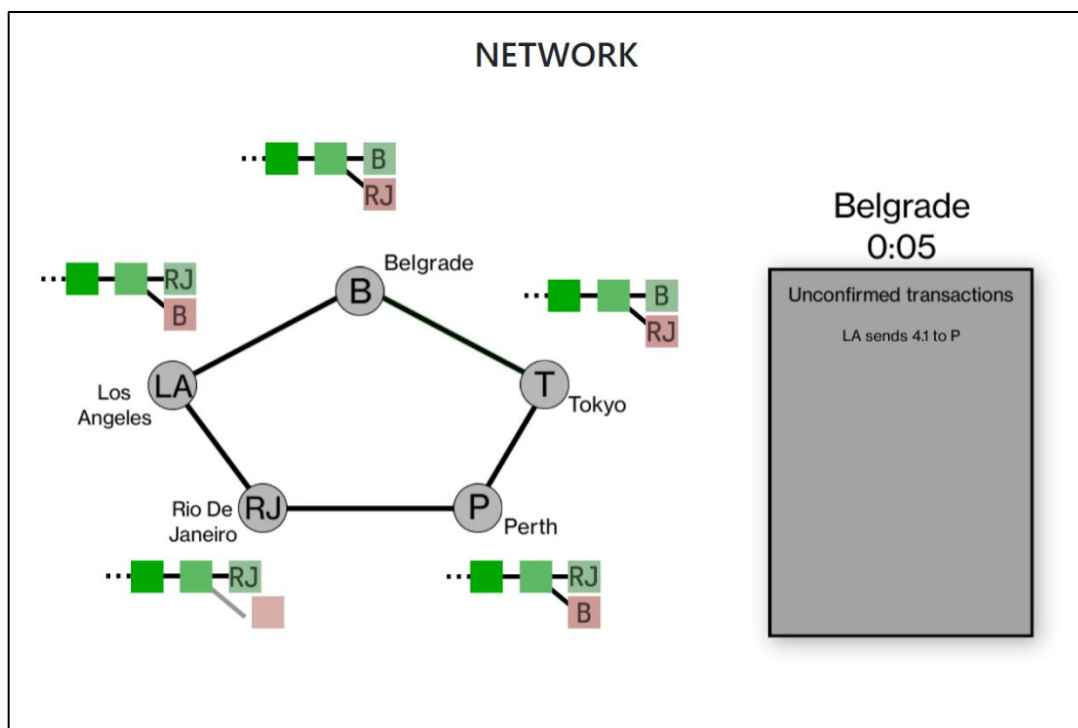 NETWORK
B
RJ
Belgrade
0:05
Unconfirmed transactions
LA sends 4.1 to P
RJ
B
Belgrade
B
B
RJ
LA
Los
Angeles
T
Tokyo
RJ
Rio De
Janeiro
P
Perth
RJ
RJ
B